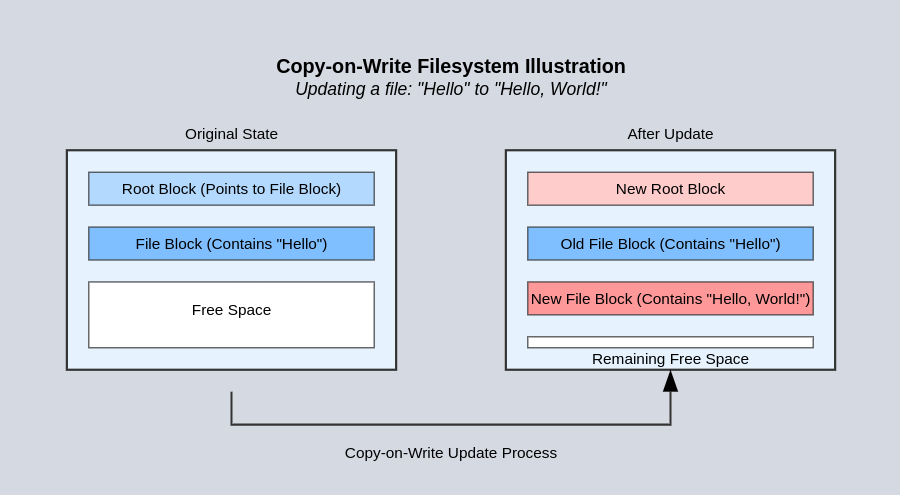 Copy-on-Write Filesystem Illustration
Updating a file: "Hello" to "Hello, World!"
Original State
Root Block (Points to File Block)
File Block (Contains "Hello")
Free Space
After Update
New Root Block
Old File Block (Contains "Hello")
New File Block (Contains "Hello, World!")
Remaining Free Space
Copy-on-Write Update Process